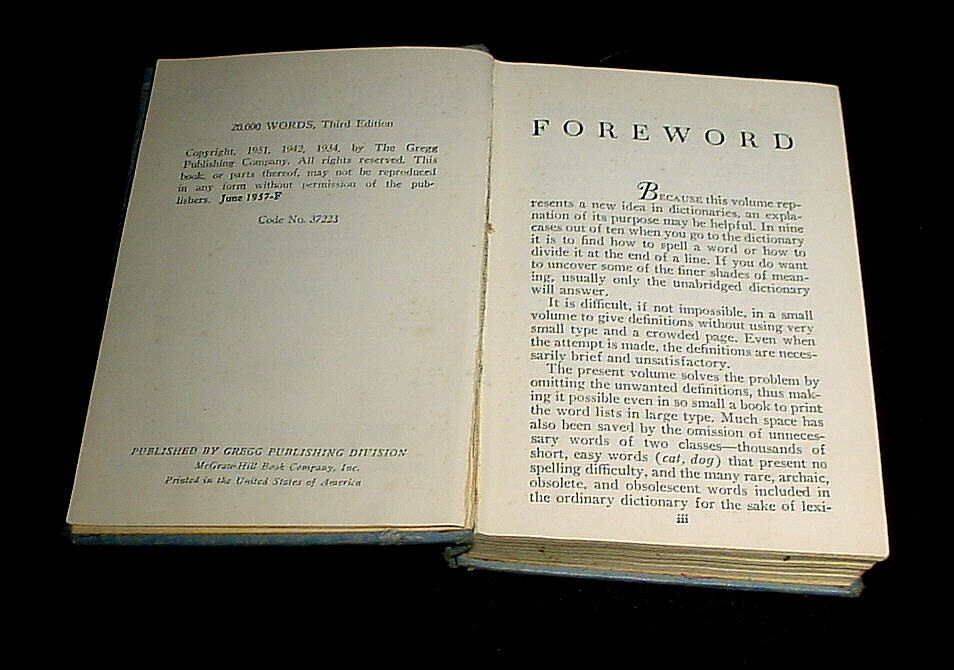 20,000 WORDS, Third Edition
Copyright, 1951, 1942, 1934, by The Gregg
Publishing Company. All rights reserved. This
book, or parts thereof, may not be reproduced
in any form without permission of the pub-
lishers. June 1957-F
Code No. 37223
PUBLISHED BY GREGG PUBLISHING DIVISION
McGraw-Hill Book Company, Inc.
Printed in the United States of America
FOREWORD
BECAUSE this volume rep-
resents a new idea in dictionaries, an expla-
nation of its purpose may be helpful. In nine
cases out of ten when you go to the dictionary
it is to find how to spell a word or how to
divide it at the end of a line. If you do want
to uncover some of the finer shades of mean-
ing, usually only the unabridged dictionary
will answer.
It is difficult, if not impossible, in a small
volume to give definitions without using very
small type and a crowded page. Even when
the attempt is made, the definitions are neces-
sarily brief and unsatisfactory.
The present volume solves the problem by
omitting the unwanted definitions, thus mak-
ing it possible even in so small a book to print
the word lists in large type. Much space has
also been saved by the omission of unneces-
sary words of two classes—thousands of
short, easy words (cat, dog) that present no
spelling difficulty, and the many rare, archaic,
obsolete, and obsolescent words included in
the ordinary dictionary for the sake of lexi-
iii